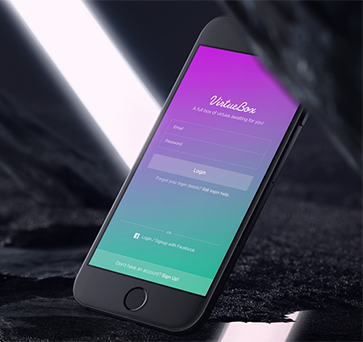 VirtueBox
A full box of virtues awaiting for you!
Email
Password
Login
Forgot your login details? Get login help.
OR
Login / Signup with Facebook
Don't have an account? Sign Up!